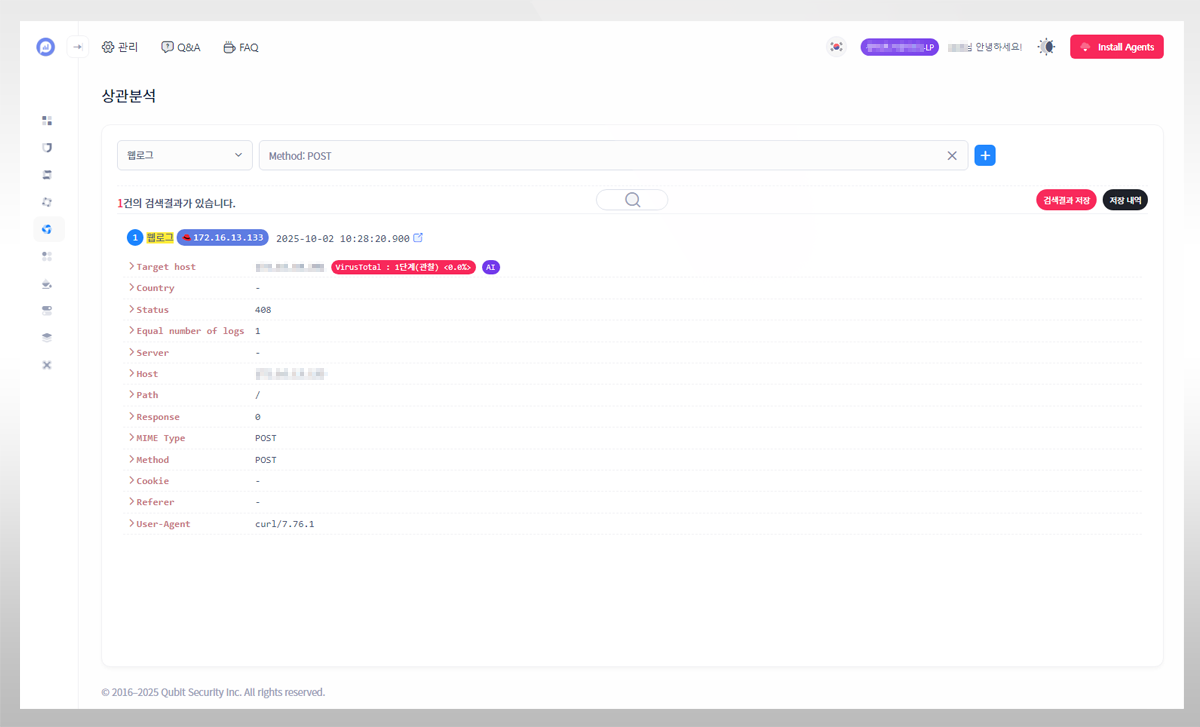 관리 Q&A FAQ -LP 님 안녕하세요! Install Agents
상관분석
웹로그 Method: POST
1건의 검색결과가 있습니다. 검색결과 저장 저장 내역
1 웹로그 172.16.13.133 2025-10-02 10:28:20.900
Target host VirusTotal : 1단계(관찰) <0.0%> AI
Country -
Status 408
Equal number of logs 1
Server -
Host
Path /
Response 0
MIME Type POST
Method POST
Cookie -
Referer -
User-Agent curl/7.76.1
© 2016-2025 Qubit Security Inc. All rights reserved.